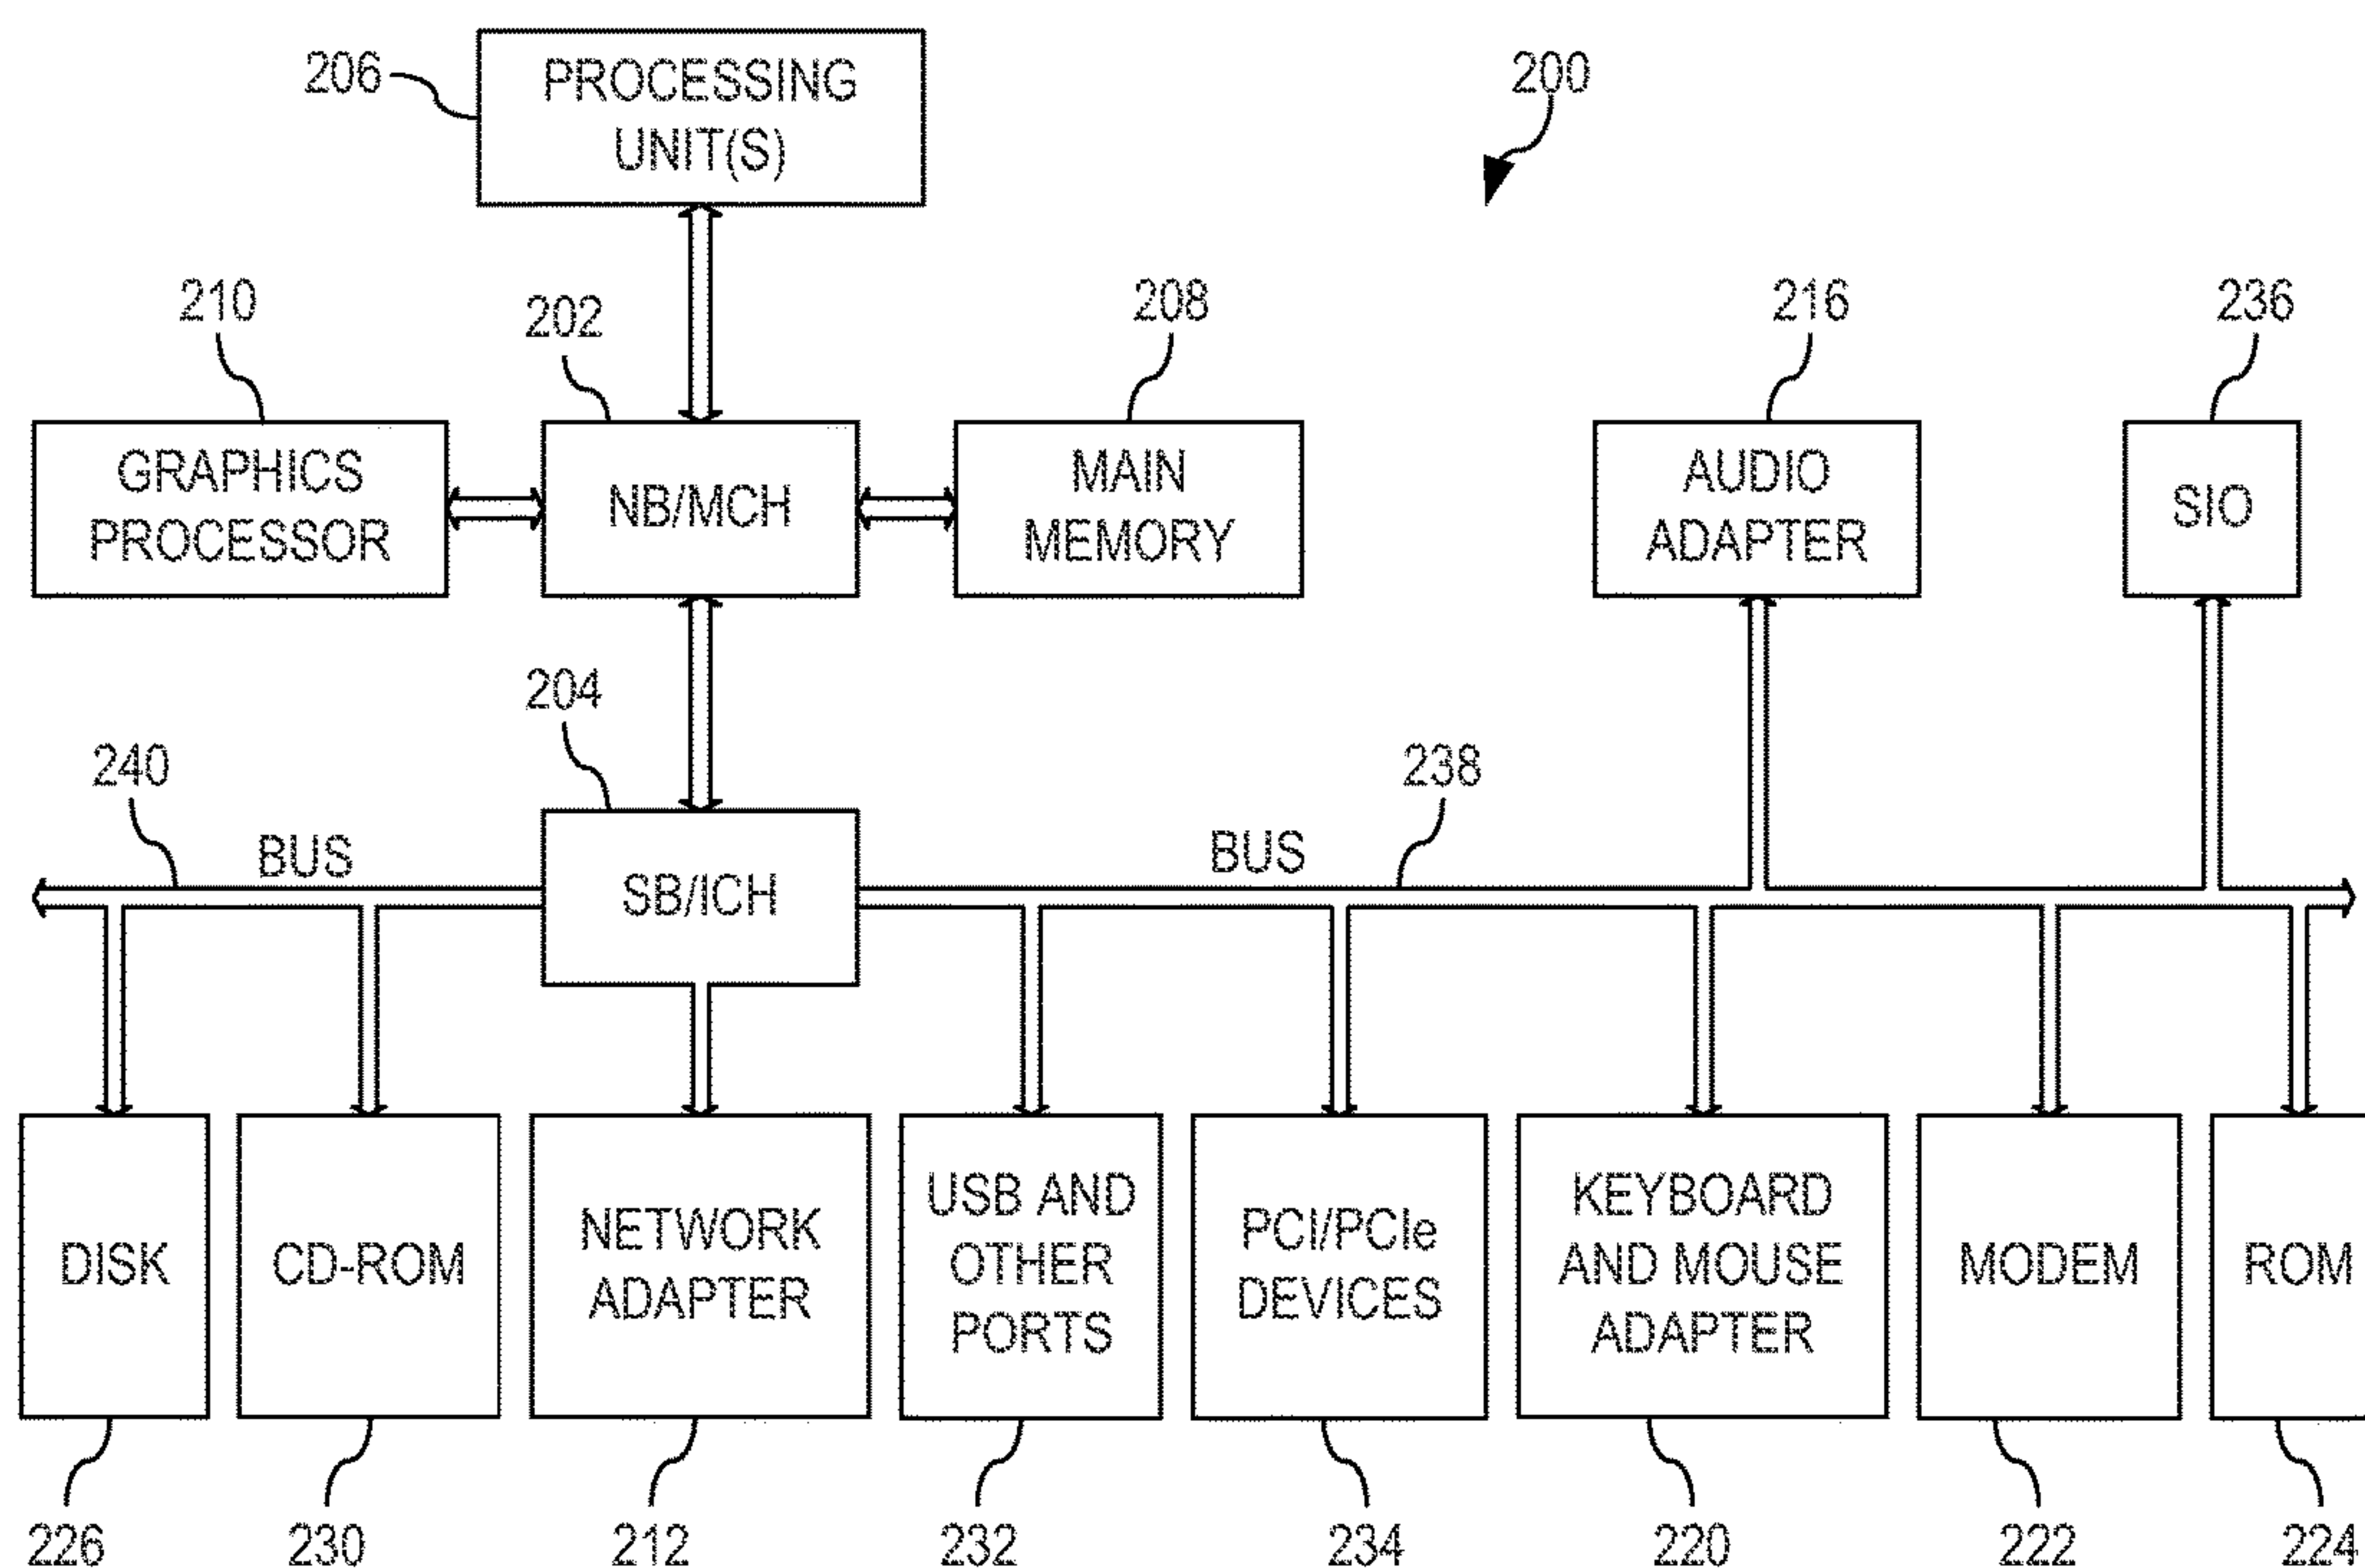 206
PROCESSING
UNIT(S)
200
210
202
208
216
236
GRAPHICS
PROCESSOR
NB/MCH
MAIN
MEMORY
AUDIO
ADAPTER
SIO
204
240
238
BUS
BUS
SB/ICH
DISK
CD-ROM
NETWORK
ADAPTER
USB AND
OTHER
PORTS
PCI/PCIe
DEVICES
KEYBOARD
AND MOUSE
ADAPTER
MODEM
ROM
226
230
212
232
234
220
222
224